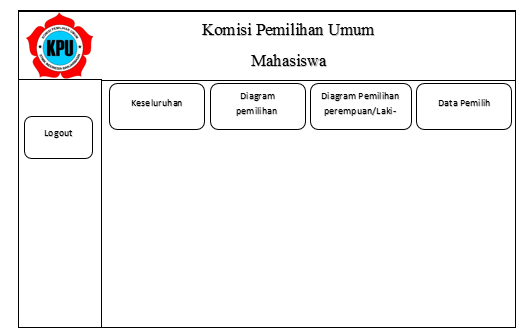 KPU
Komisi Pemilihan Umum
Mahasiswa
Logout
Keseluruhan
Diagram
pemilihan
Diagram Pemilihan
perempuan/Laki-
Data Pemilih